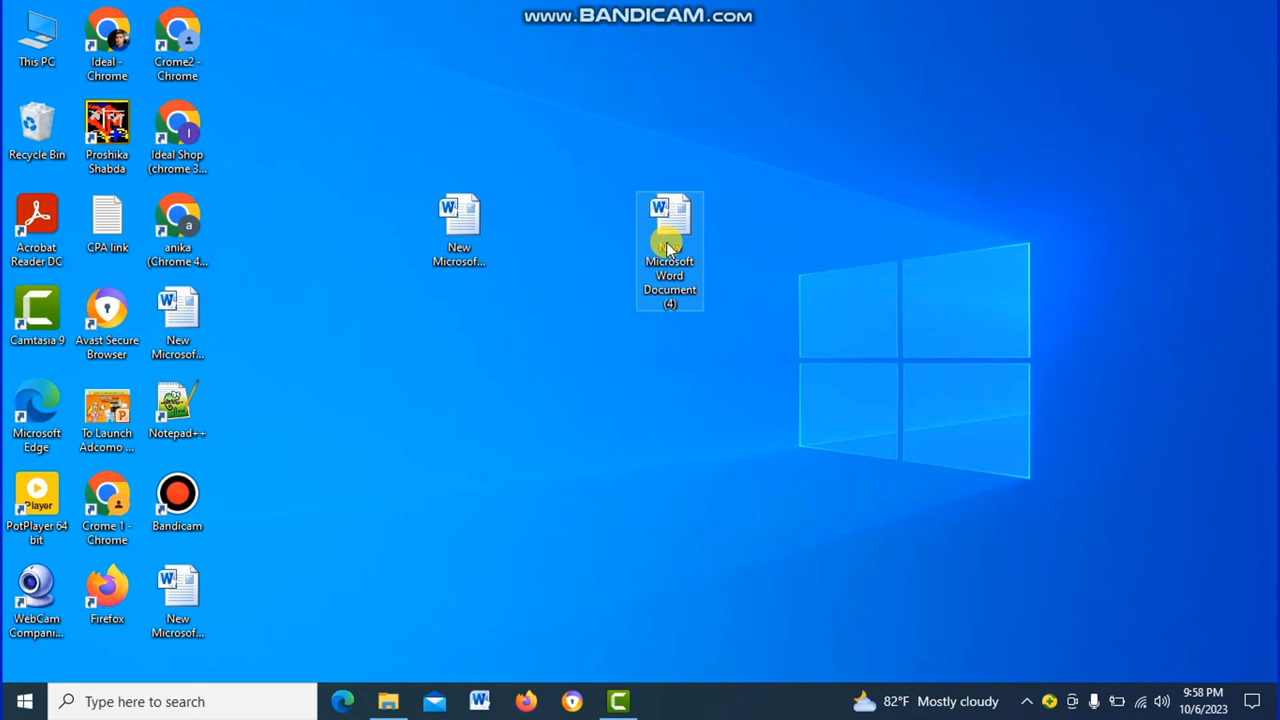 www.BANDICAM.com
This PC
Ideal -
Chrome
Crome2 -
Chrome
Recycle Bin
Proshika
Shabda
Ideal Shop
(chrome 3...
Acrobat
Reader DC
CPA link
anika
(Chrome 4...
New
Microsof...
New
Microsoft
Word
Document
(4)
Camtasia 9
Avast Secure
Browser
New
Microsof...
Microsoft
Edge
To Launch
Adcomo ...
Notepad++
Player
PotPlayer 64
bit
Crome 1 -
Chrome
Bandicam
WebCam
Compani...
Firefox
New
Microsof...
Type here to search
82°F Mostly cloudy
9:58 PM
10/6/2023